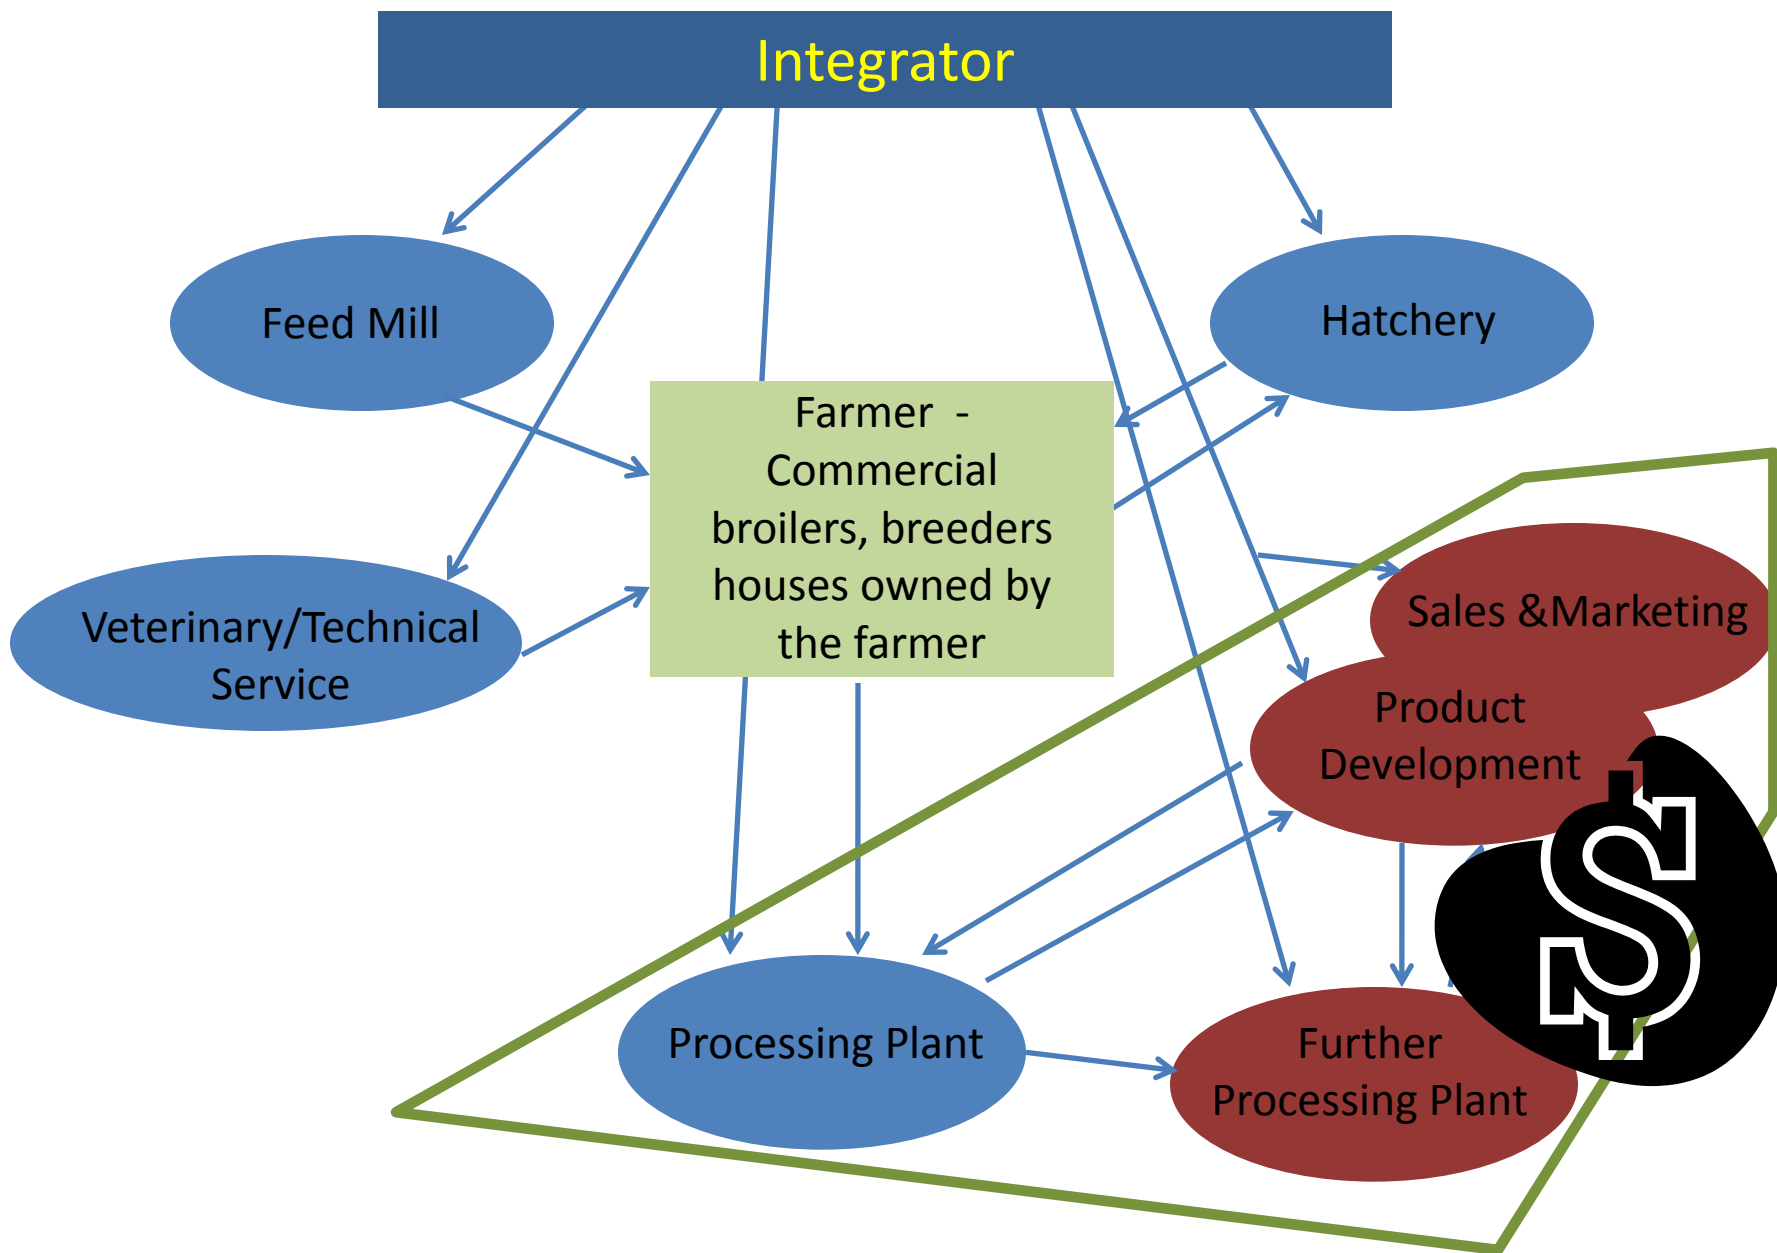 Integrator
Feed Mill
Hatchery
Farmer -
Commercial
broilers, breeders
houses owned by
the farmer
Veterinary/Technical
Service
Sales &Marketing
Product
Development
$
Processing Plant
Further
Processing Plant